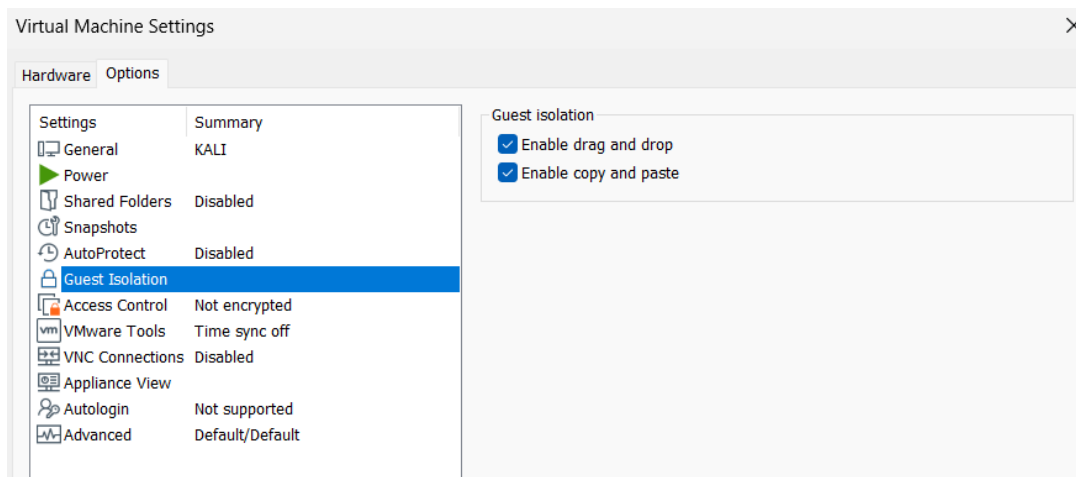 Virtual Machine Settings
Hardware Options
Settings Summary
General KALI
Power
Shared Folders Disabled
Snapshots
AutoProtect Disabled
Guest Isolation
Access Control Not encrypted
vm VMware Tools Time sync off
VNC Connections Disabled
Appliance View
Autologin Not supported
Advanced Default/Default
Guest isolation
Enable drag and drop
Enable copy and paste